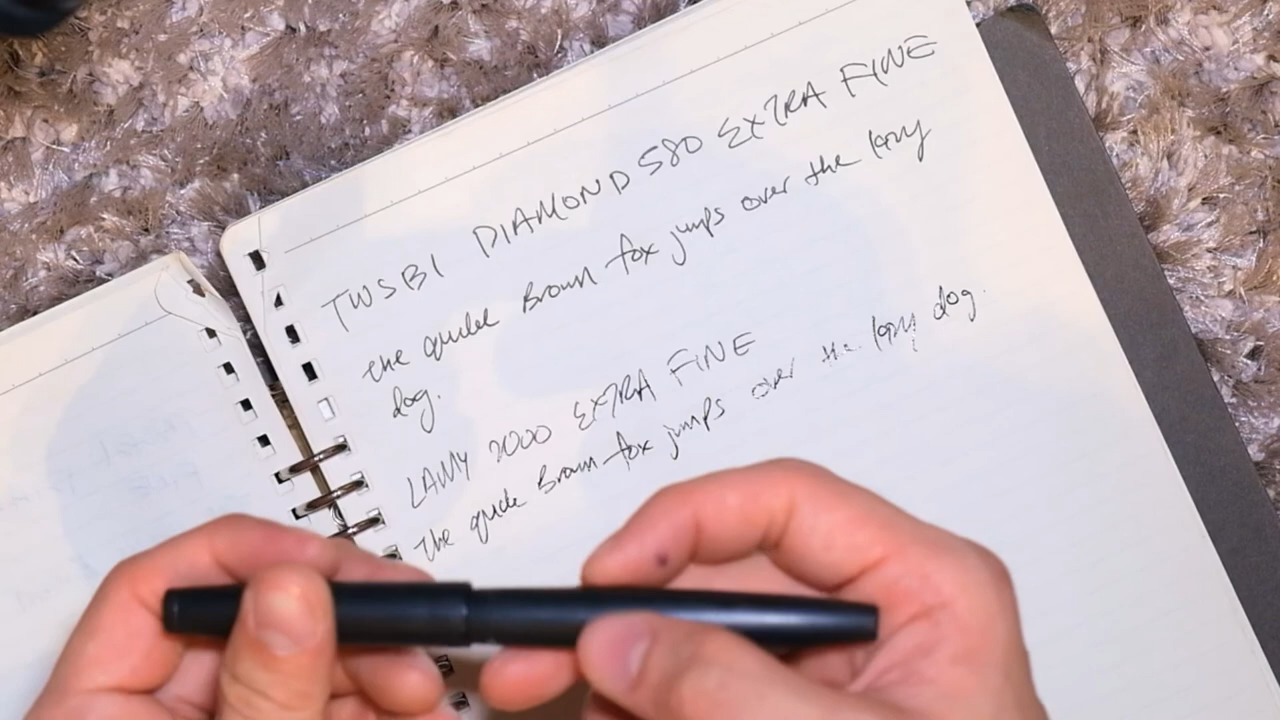 TWSBI DIAMOND 580 EXTRA FINE
the quick Brown fox jumps over the lazy
dog.
LAMY 2000 EXTRA FINE
the quick Brown fox jumps over the lazy dog.